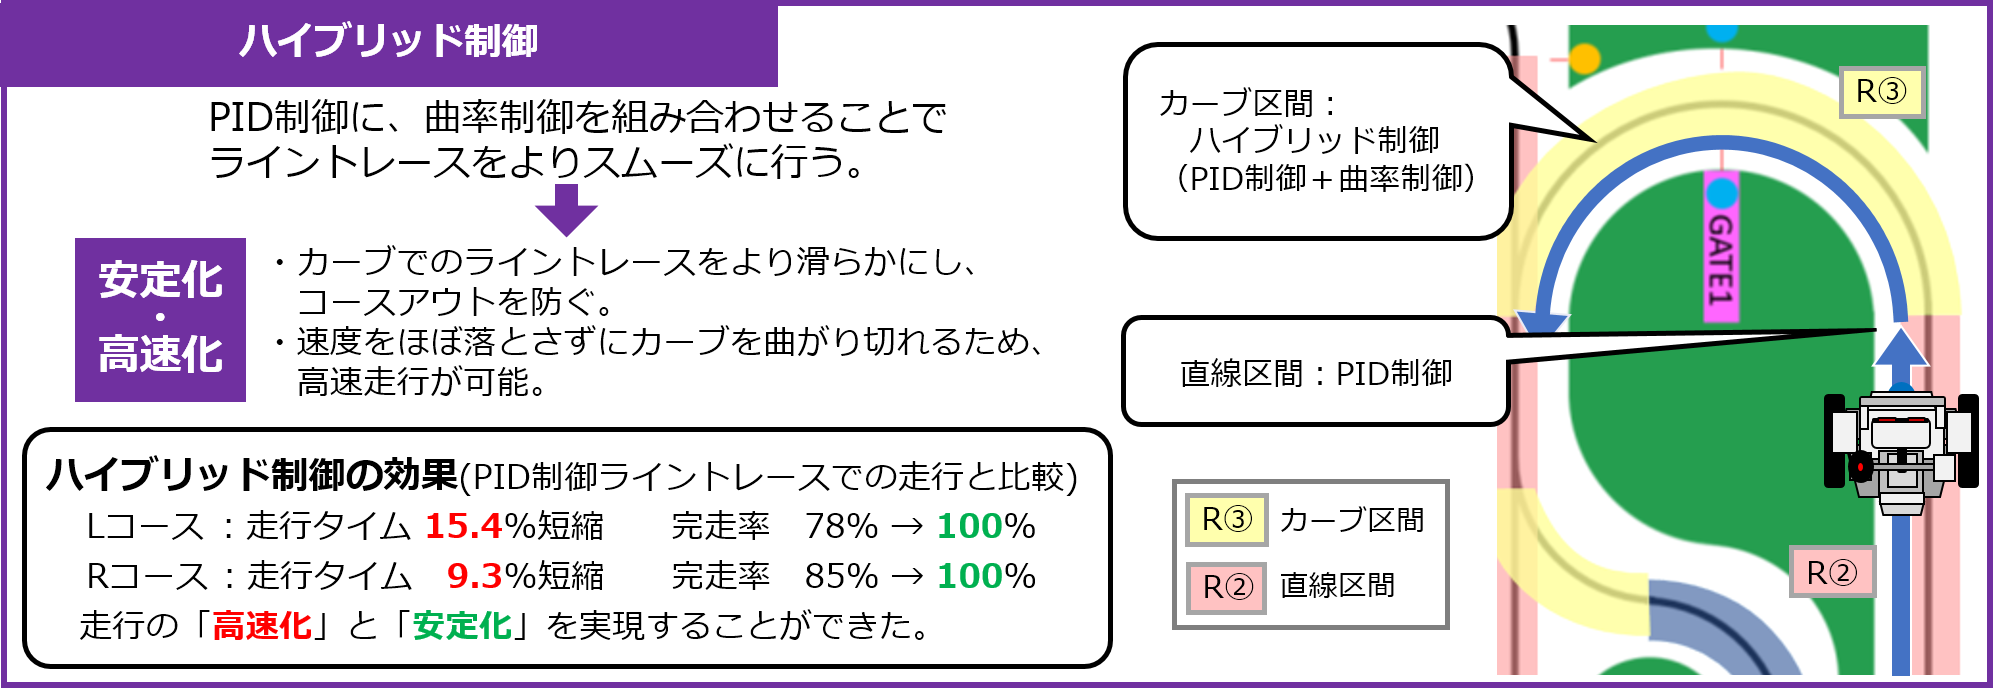 ハイブリッド制御
PID制御に、曲率制御を組み合わせることで
ライントレースをよりスムーズに行う。
安定化
・
高速化
・カーブでのライントレースをより滑らかにし、
コースアウトを防ぐ。
・速度をほぼ落とさずにカーブを曲がり切れるため、
高速走行が可能。
ハイブリッド制御の効果(PID制御ライントレースでの走行と比較)
Lコース ：走行タイム 15.4%短縮 完走率 78% → 100%
Rコース ：走行タイム 9.3%短縮 完走率 85% → 100%
走行の「高速化」と「安定化」を実現することができた。
カーブ区間：
ハイブリッド制御
（PID制御＋曲率制御）
直線区間：PID制御
R③ カーブ区間
R② 直線区間
R③
GATE1
R②